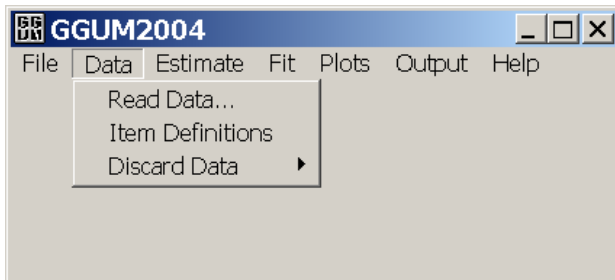 GGUM2004
File Data Estimate Fit Plots Output Help
Read Data...
Item Definitions
Discard Data